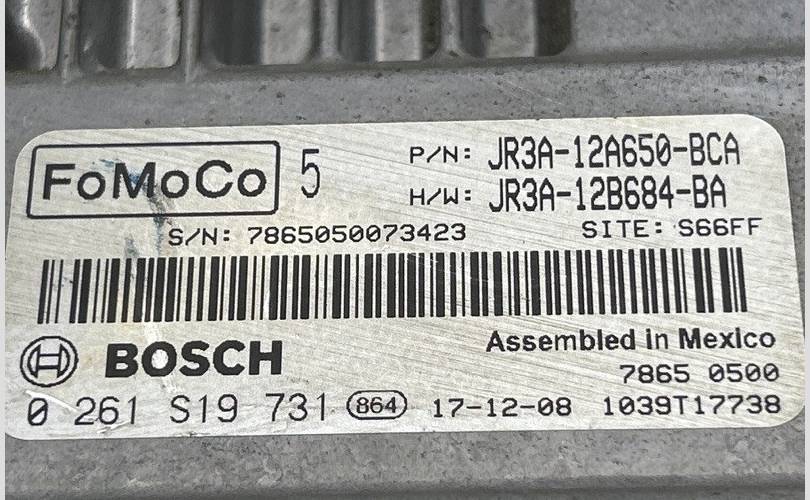 FoMoCo 5 P/N: JR3A-12A650-BCA
H/W: JR3A-12B684-BA
S/N: 7865050073423 SITE: S66FF
H BOSCH Assembled in Mexico
7865 0500
0 261 S19 731 864 17-12-08 1039T17738